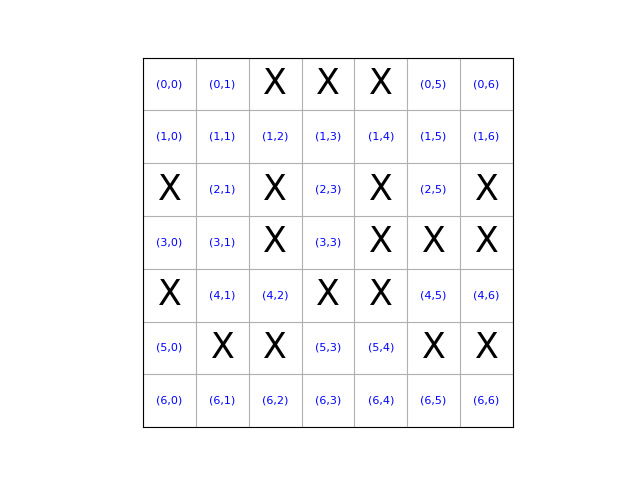 (0,0) (0,1) X X X (0,5) (0,6)
(1,0) (1,1) (1,2) (1,3) (1,4) (1,5) (1,6)
X (2,1) X (2,3) X (2,5) X
(3,0) (3,1) X (3,3) X X X
X (4,1) (4,2) X X (4,5) (4,6)
(5,0) X X (5,3) (5,4) X X
(6,0) (6,1) (6,2) (6,3) (6,4) (6,5) (6,6)